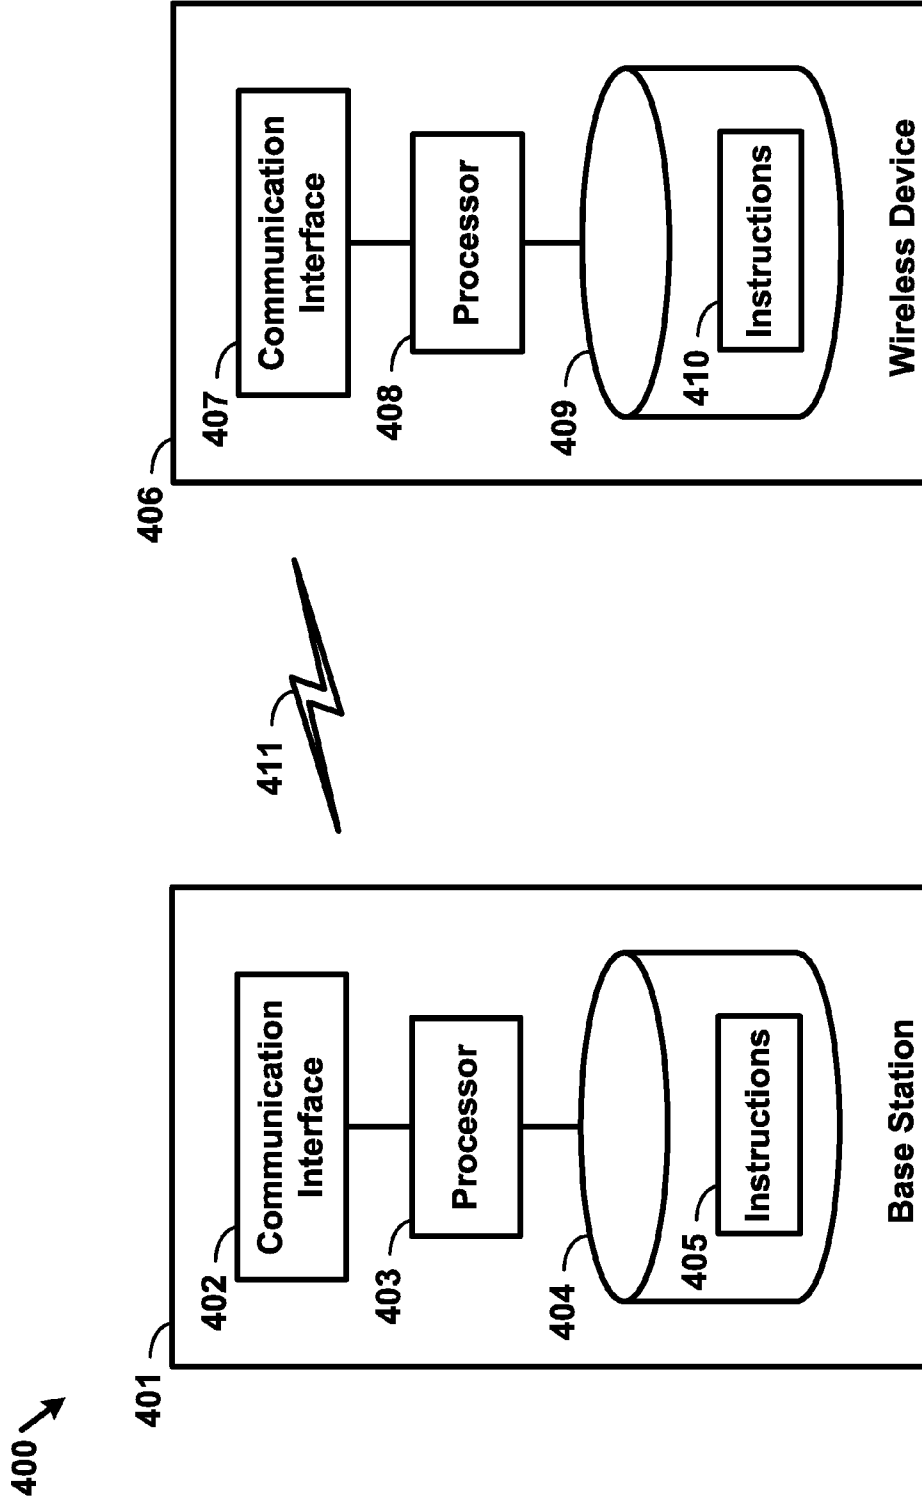 400
401
402
Communication
Interface
403
Processor
404
405
Instructions
Base Station
411
406
407
Communication
Interface
408
Processor
409
410
Instructions
Wireless Device